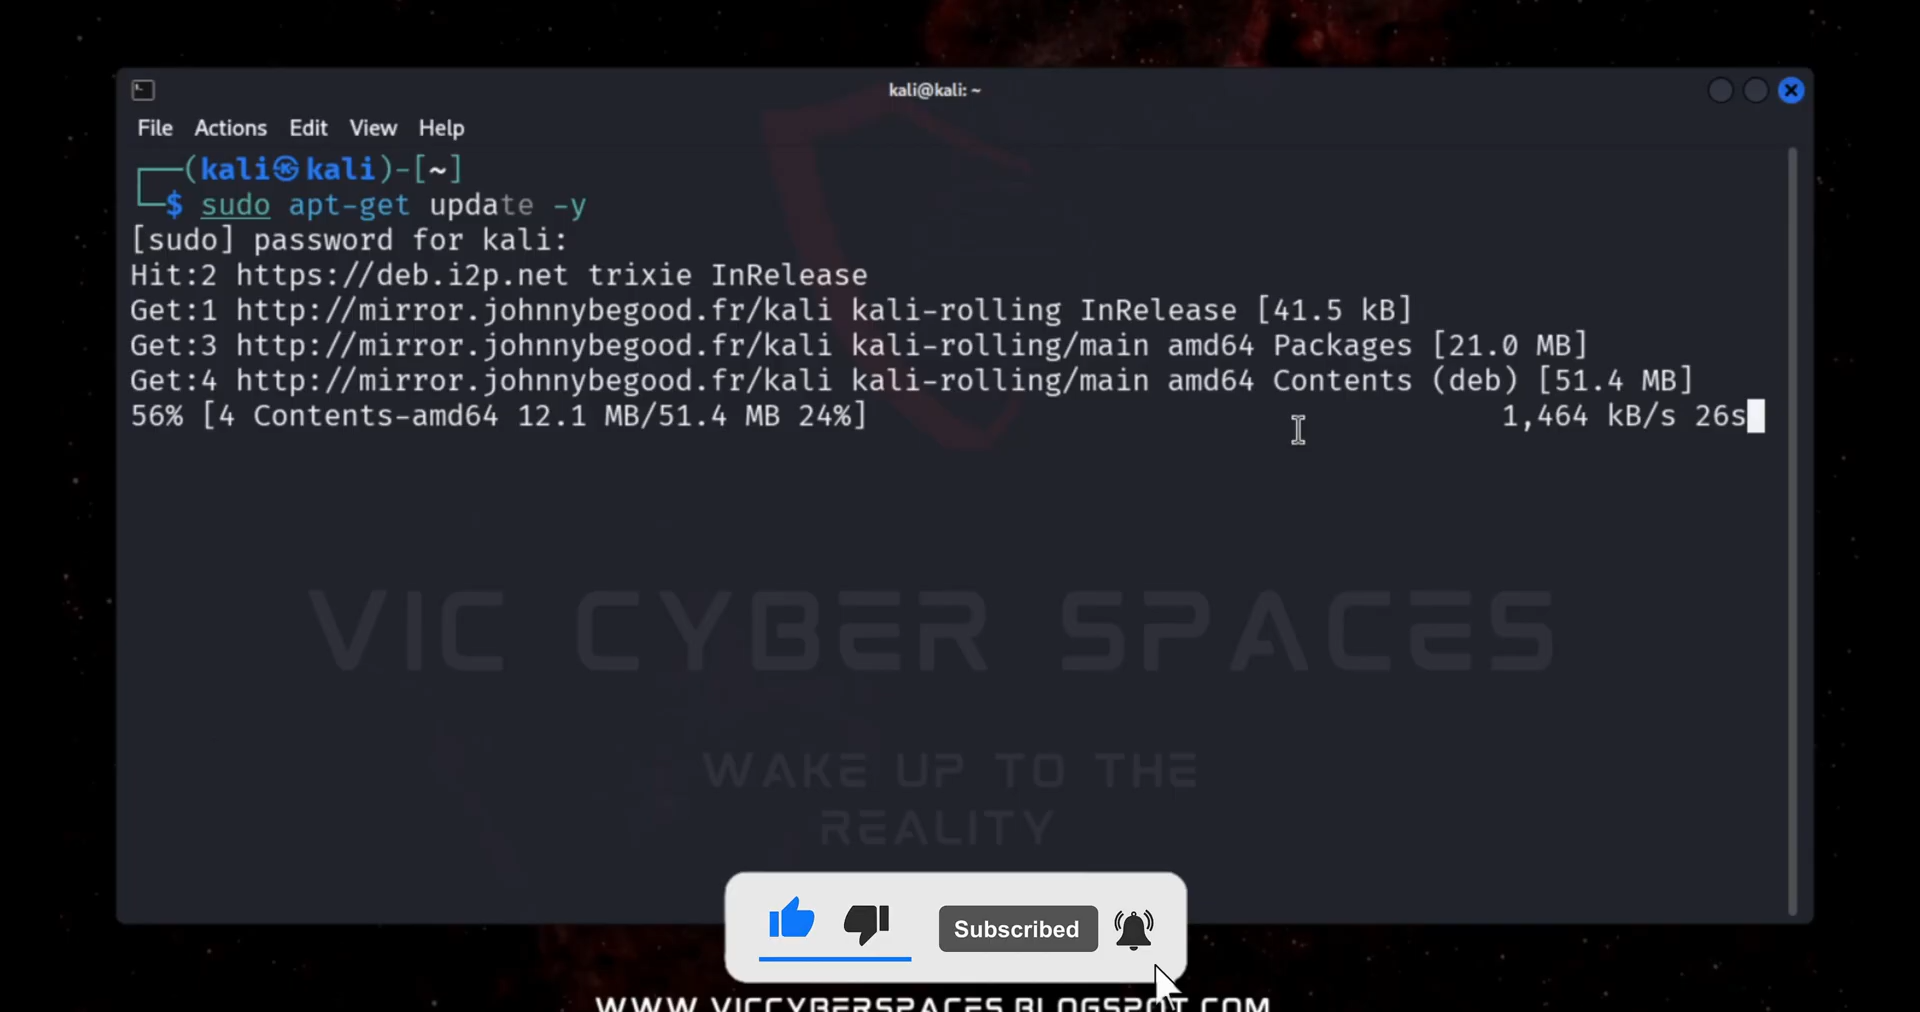 kali@kali: ~
File Actions Edit View Help
┌──(kali㉿kali)-[~]
└─$ sudo apt-get update -y
[sudo] password for kali:
Hit:2 https://deb.i2p.net trixie InRelease
Get:1 http://mirror.johnnybegood.fr/kali kali-rolling InRelease [41.5 kB]
Get:3 http://mirror.johnnybegood.fr/kali kali-rolling/main amd64 Packages [21.0 MB]
Get:4 http://mirror.johnnybegood.fr/kali kali-rolling/main amd64 Contents (deb) [51.4 MB]
56% [4 Contents-amd64 12.1 MB/51.4 MB 24%] 1,464 kB/s 26s
VIC CYBER SPACES
WAKE UP TO THE
REALITY
Subscribed
WWW.VICCYBERSPACES.BLOGSPOT.COM